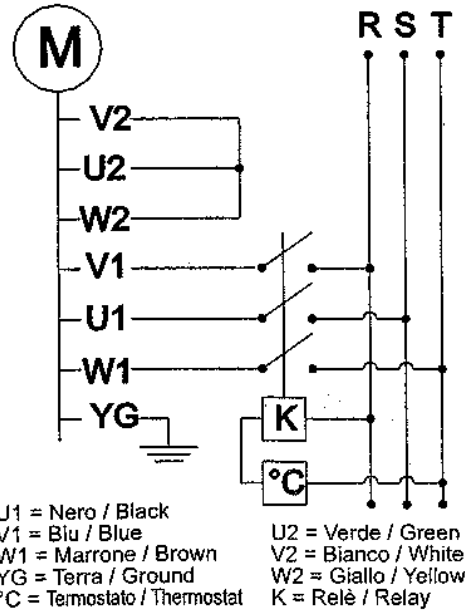 M
R S T
V2
U2
W2
V1
U1
W1
YG
K
°C
U1 = Nero / Black
V1 = Blu / Blue
W1 = Marrone / Brown
YG = Terra / Ground
°C = Termostato / Thermostat
U2 = Verde / Green
V2 = Bianco / White
W2 = Giallo / Yellow
K = Relè / Relay